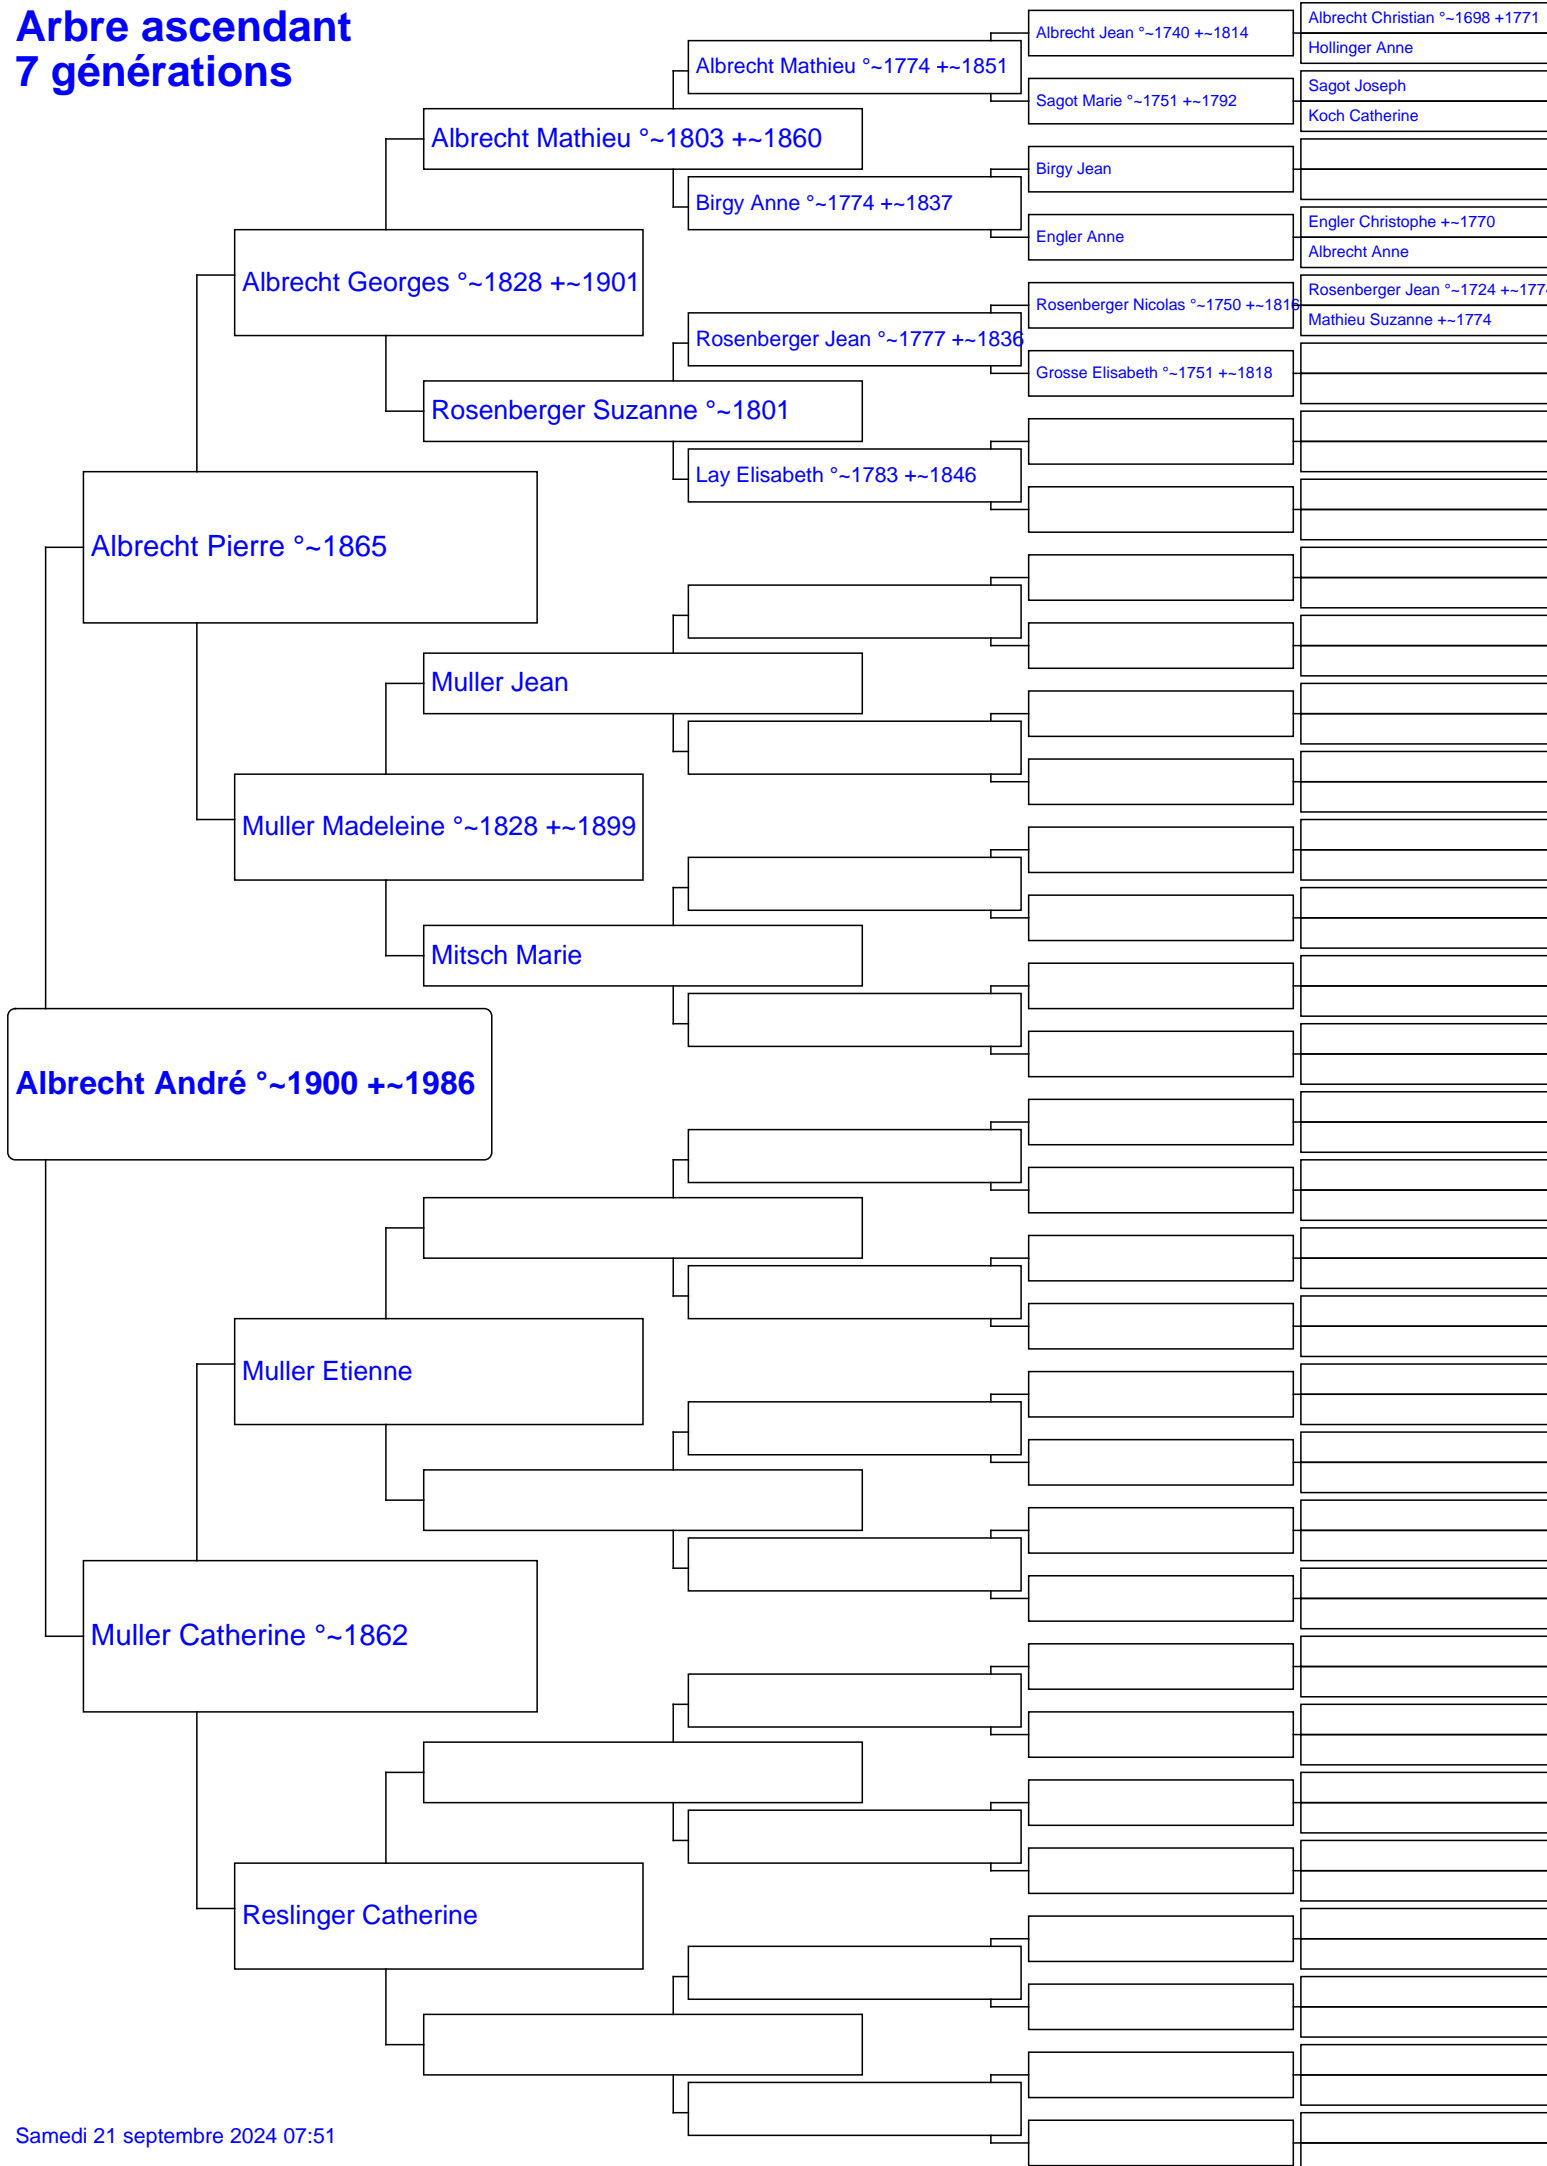 Arbre ascendant
7 générations
Albrecht Jean °~1740 +~1814
Albrecht Christian °~1698 +1771
Hollinger Anne
Albrecht Mathieu °~1774 +~1851
Sagot Marie °~1751 +~1792
Sagot Joseph
Koch Catherine
Albrecht Mathieu °~1803 +~1860
Birgy Jean
Birgy Anne °~1774 +~1837
Engler Anne
Engler Christophe +~1770
Albrecht Anne
Albrecht Georges °~1828 +~1901
Rosenberger Nicolas °~1750 +~1816
Rosenberger Jean °~1724 +~177
Mathieu Suzanne +~1774
Rosenberger Jean °~1777 +~1836
Grosse Elisabeth °~1751 +~1818
Rosenberger Suzanne °~1801
Lay Elisabeth °~1783 +~1846
Albrecht Pierre °~1865
Muller Jean
Muller Madeleine °~1828 +~1899
Mitsch Marie
Albrecht André °~1900 +~1986
Muller Etienne
Muller Catherine °~1862
Reslinger Catherine
Samedi 21 septembre 2024 07:51